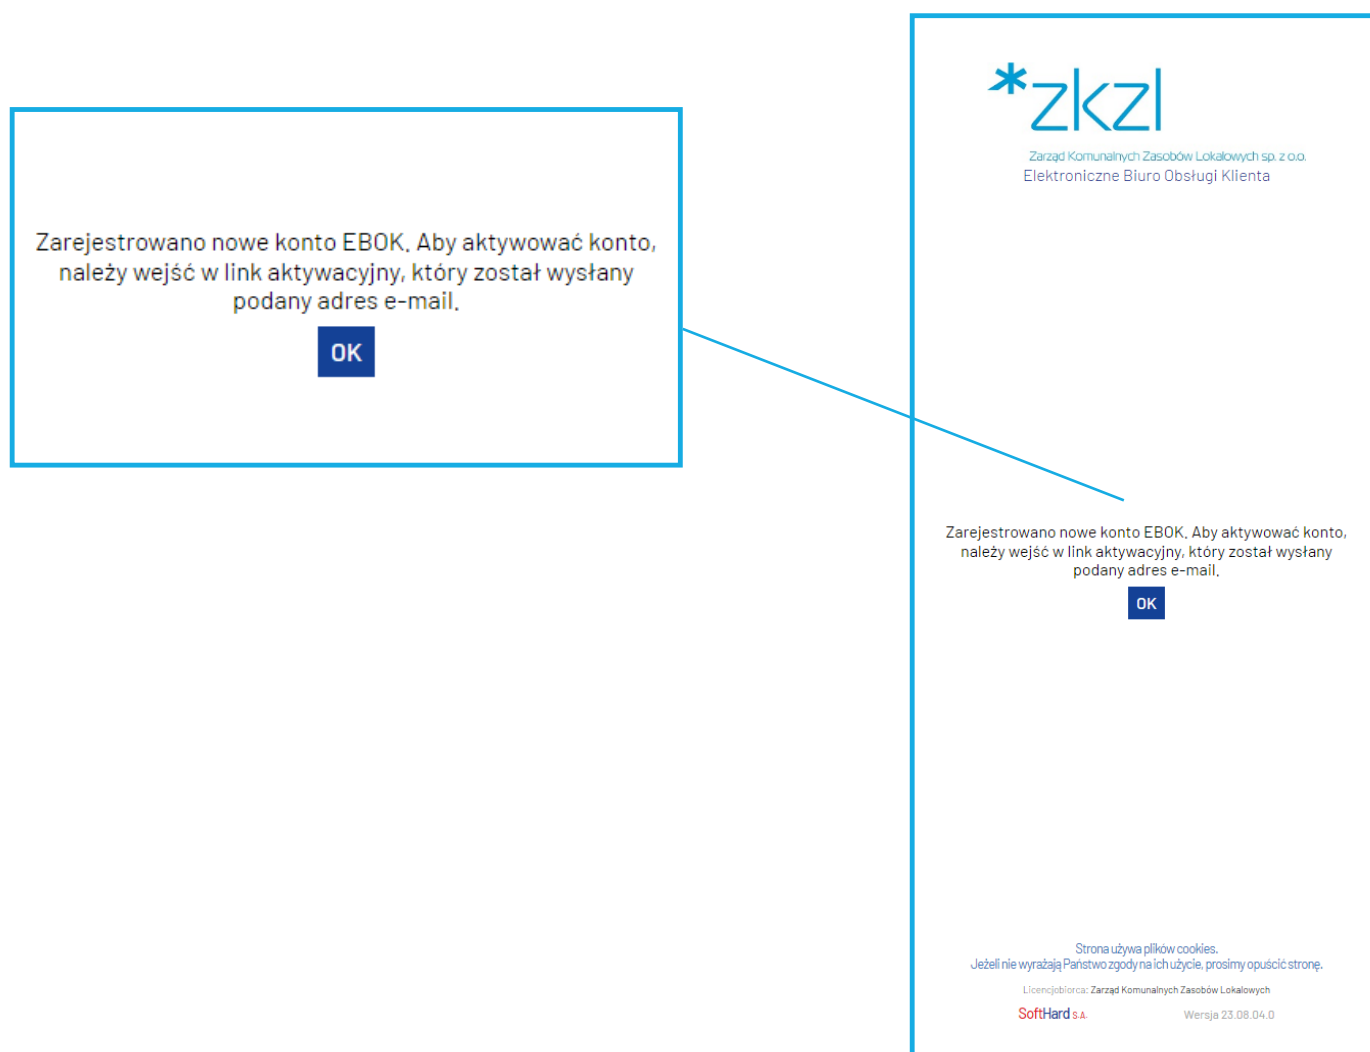 Zarejestrowano nowe konto EBOK. Aby aktywować konto,
należy wejść w link aktywacyjny, który został wysłany
podany adres e-mail.
OK
*zkzl
Zarząd Komunalnych Zasobów Lokalowych sp. z o.o.
Elektroniczne Biuro Obsługi Klienta
Zarejestrowano nowe konto EBOK. Aby aktywować konto,
należy wejść w link aktywacyjny, który został wysłany
podany adres e-mail.
OK
Strona używa plików cookies.
Jeżeli nie wyrażają Państwo zgody na ich użycie, prosimy opuścić stronę.
Licencjobiorca: Zarząd Komunalnych Zasobów Lokalowych
SoftHard S.A. Wersja 23.08.04.0